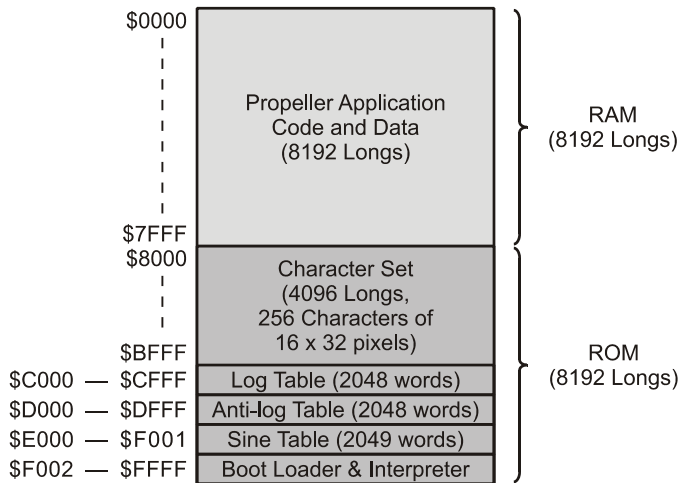 $0000
Propeller Application
Code and Data
(8192 Longs)
RAM
(8192 Longs)
$7FFF
$8000
Character Set
(4096 Longs,
256 Characters of
16 x 32 pixels)
$BFFF
ROM
(8192 Longs)
$C000 — $CFFF Log Table (2048 words)
$D000 — $DFFF Anti-log Table (2048 words)
$E000 — $F001 Sine Table (2049 words)
$F002 — $FFFF Boot Loader & Interpreter